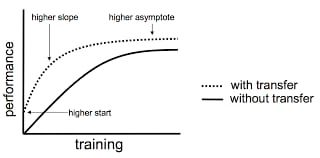 higher slope
higher asymptote
performance
higher start
training
with transfer
without transfer